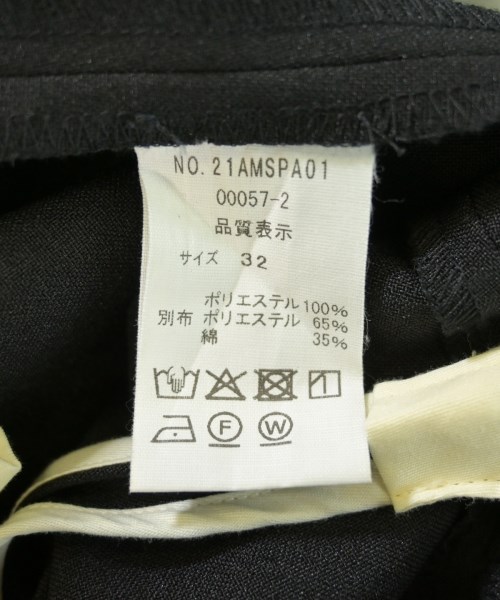 NO.21AMSPA01
00057-2
品質表示
サイズ 32
ポリエステル 100%
別布 ポリエステル 65%
綿 35%
F W